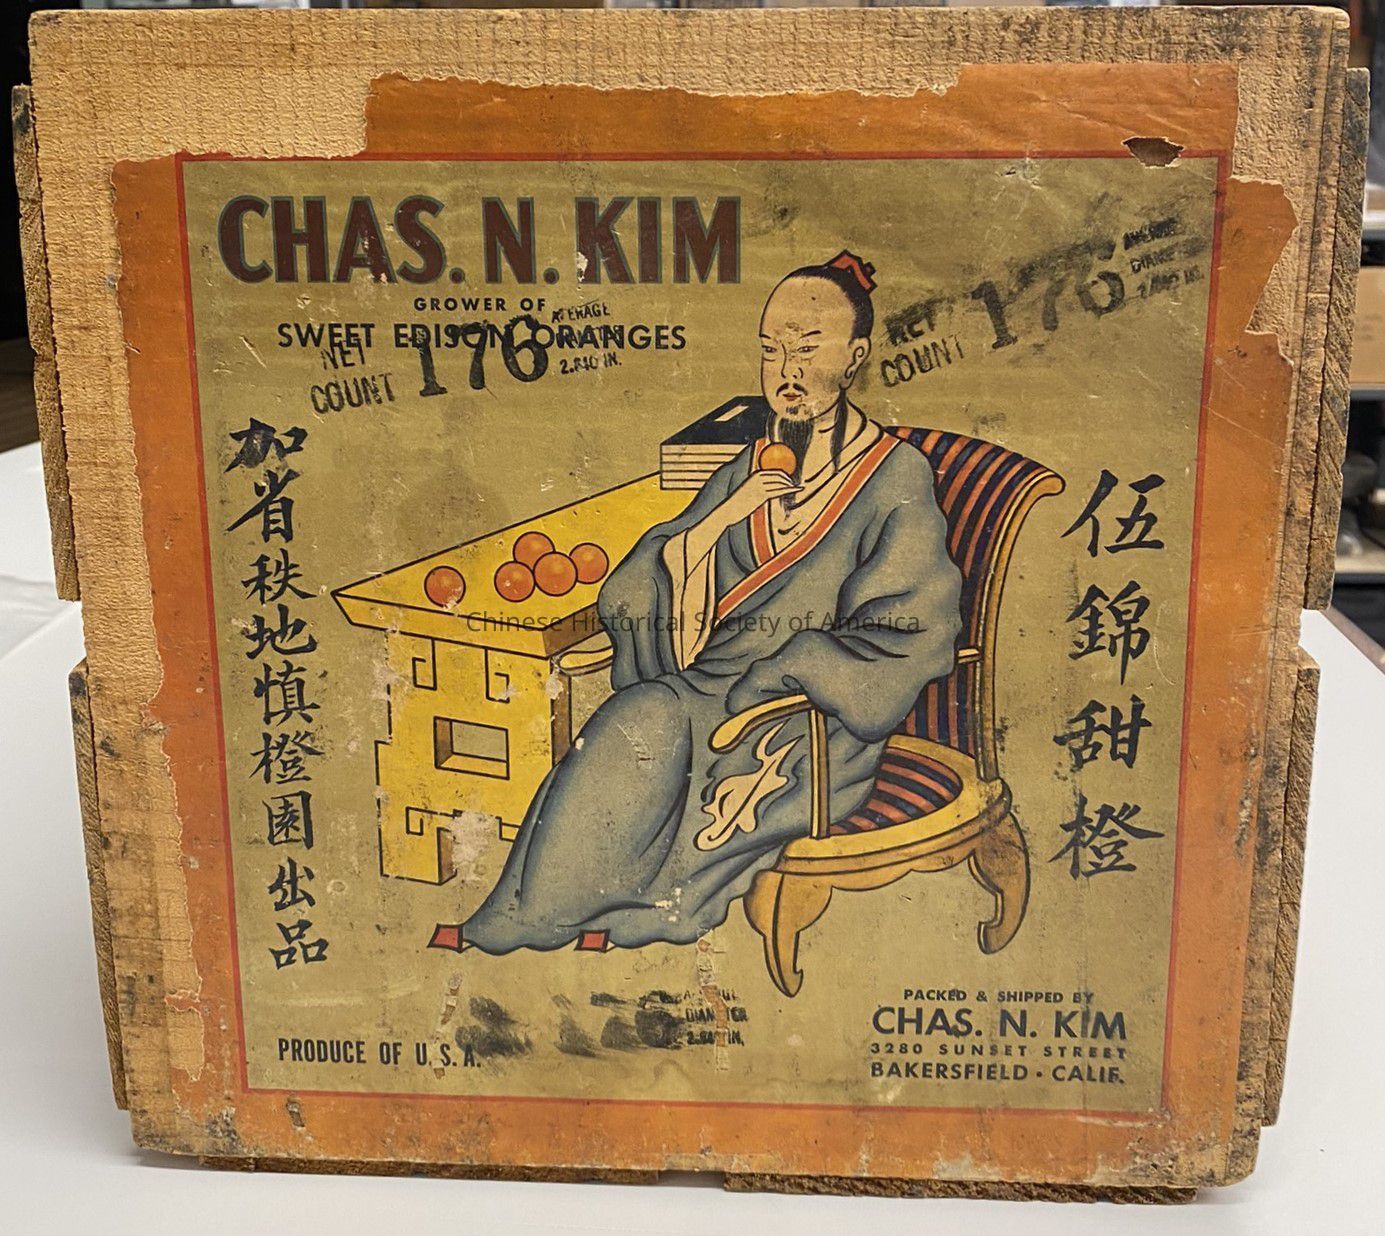 CHAS. N. KIM
GROWER OF
SWEET EDISON ORANGES
NET COUNT 176 AVERAGE 2.840 IN.
NET COUNT 176
加省秩地慎橙園出品
伍錦甜橙
Chinese Historical Society of America
PRODUCE OF U.S.A.
PACKED & SHIPPED BY
CHAS. N. KIM
3280 SUNSET STREET
BAKERSFIELD • CALIF.